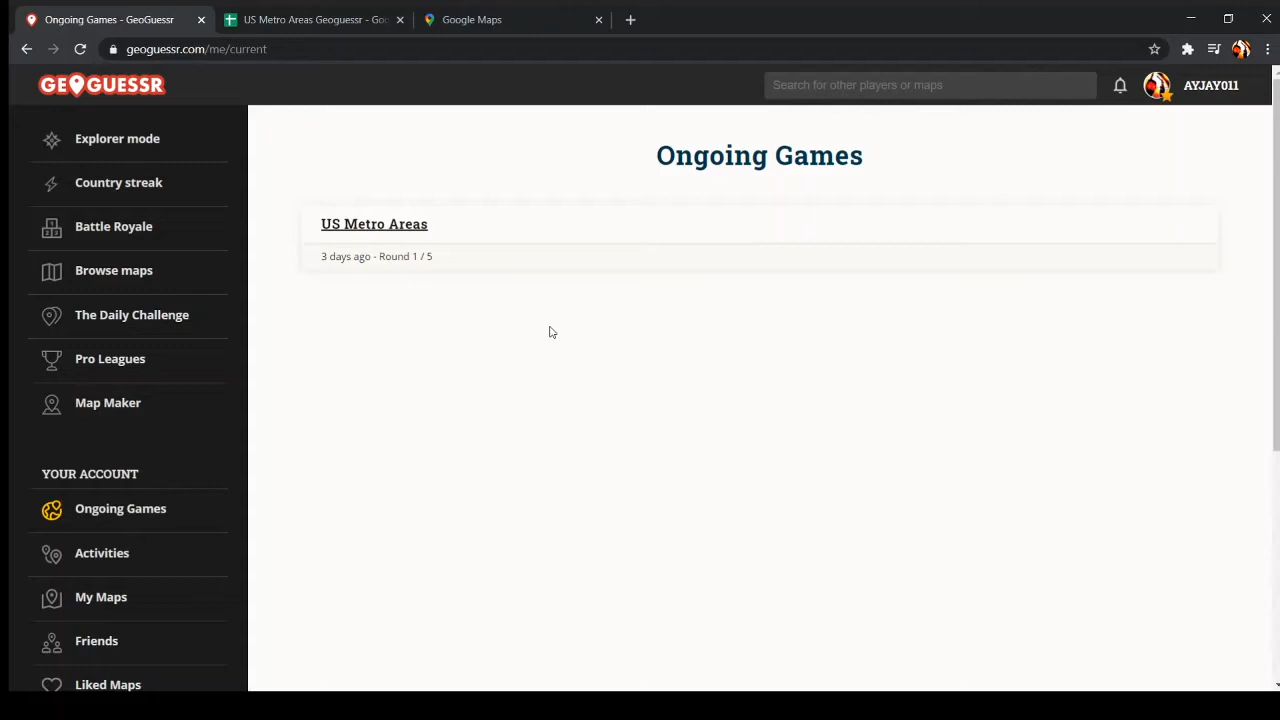 Ongoing Games - GeoGuessr
US Metro Areas Geoguessr - Goo
Google Maps
geoguessr.com/me/current
GEOGUESSR
Search for other players or maps
AYJAY011
Explorer mode
Country streak
Battle Royale
Browse maps
The Daily Challenge
Pro Leagues
Map Maker
YOUR ACCOUNT
Ongoing Games
Activities
My Maps
Friends
Liked Maps
Ongoing Games
US Metro Areas
3 days ago - Round 1 / 5